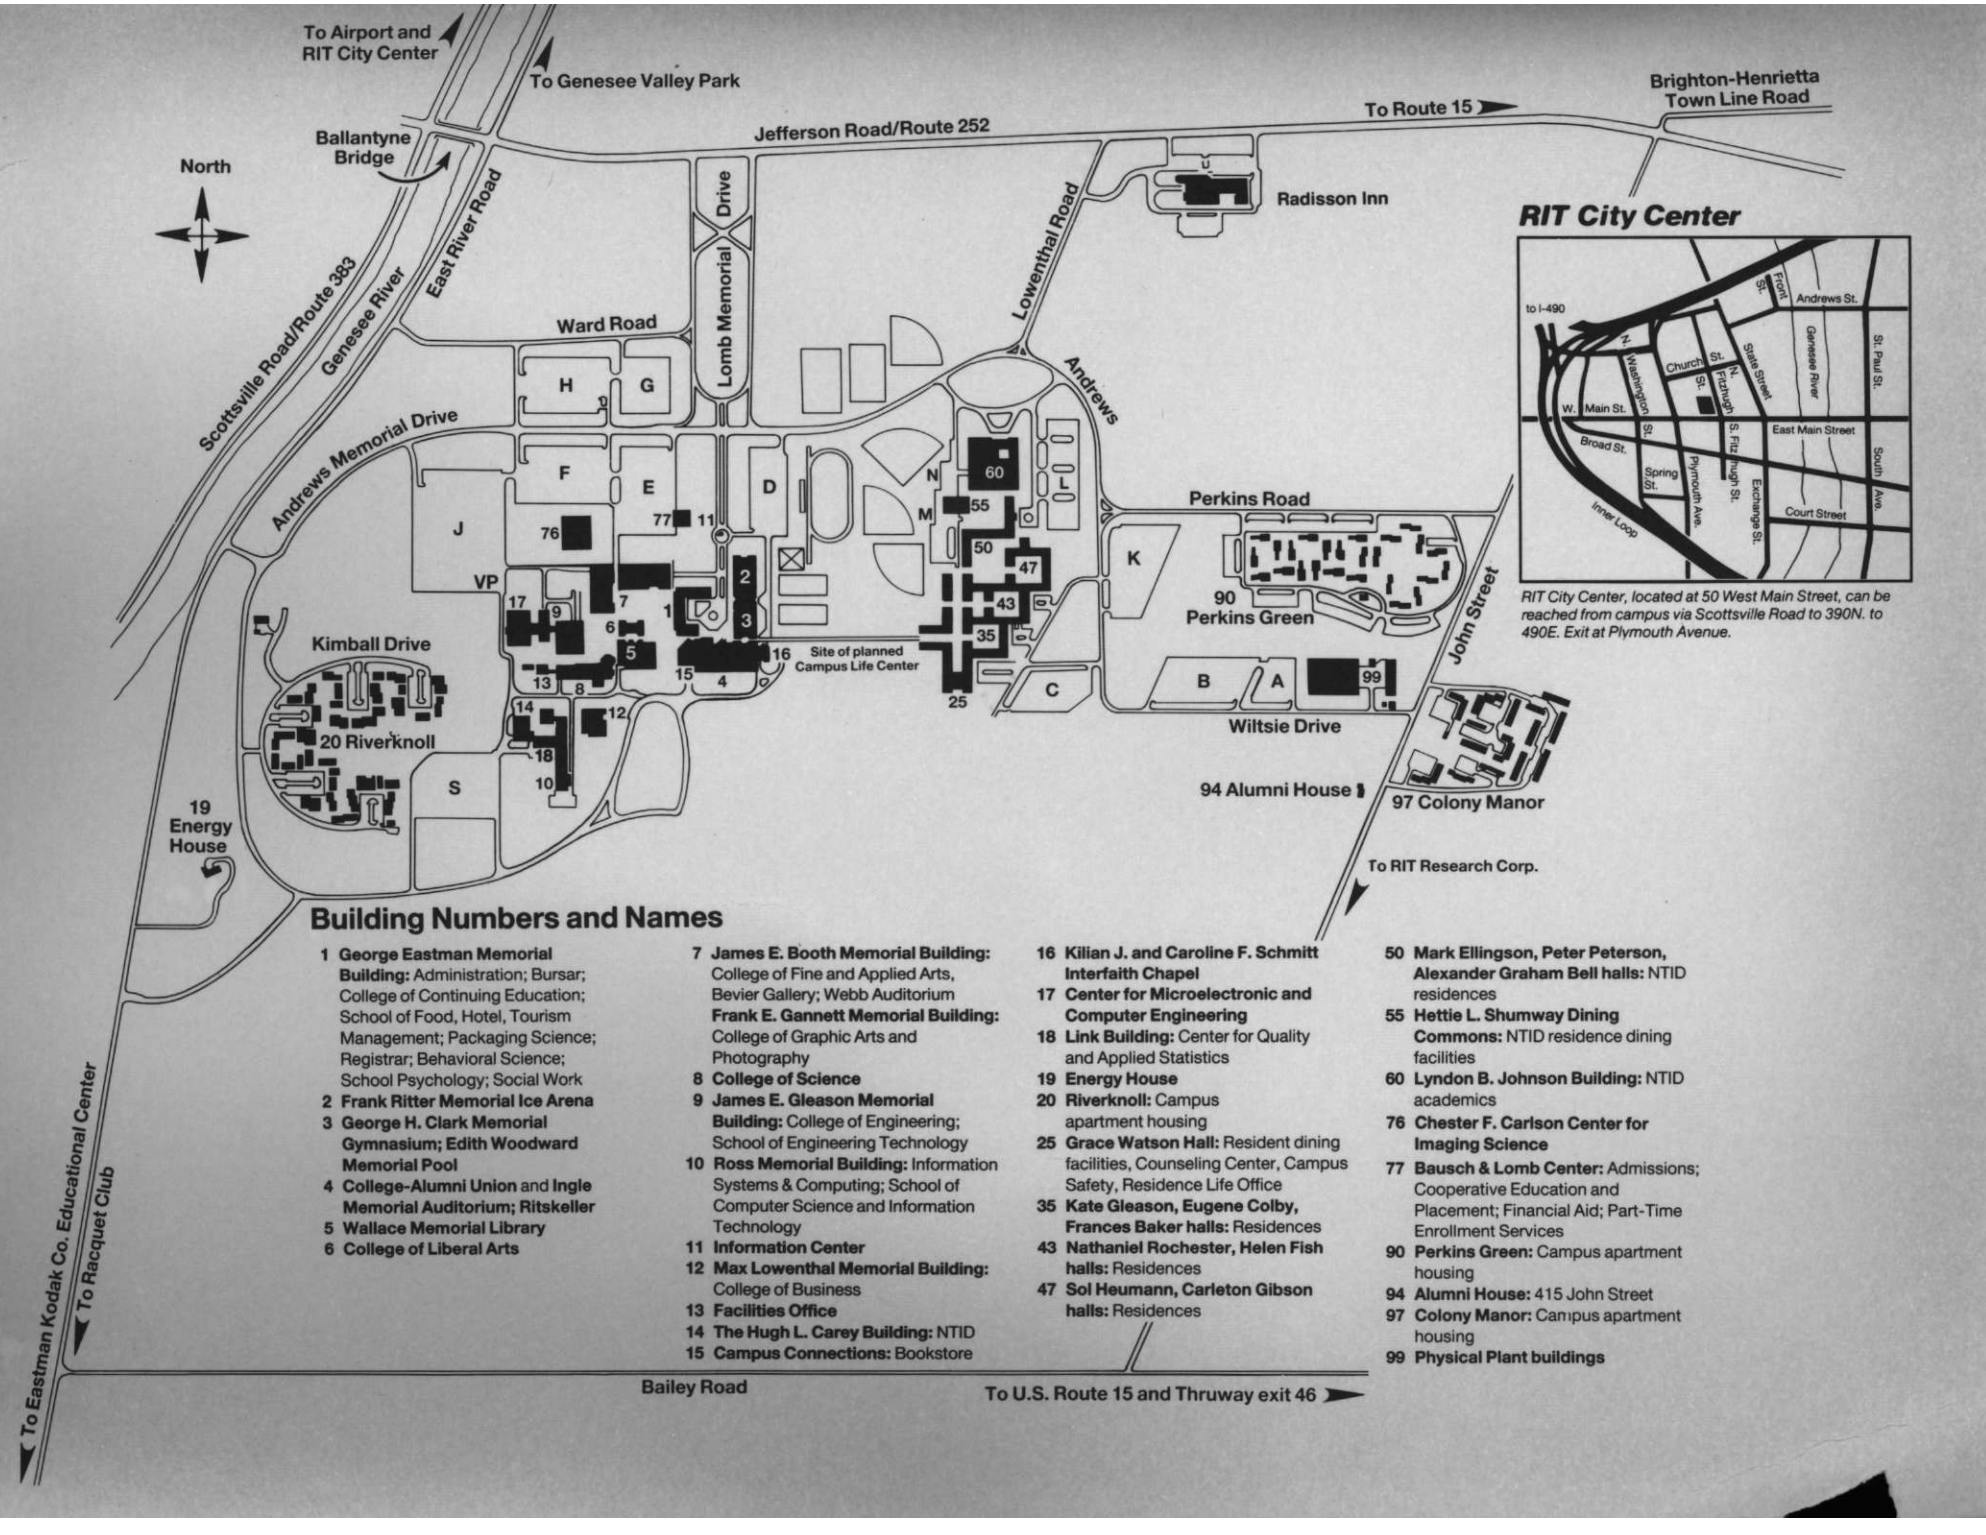 To Airport and
RIT City Center
To Genesee Valley Park
Brighton-Henrietta
Town Line Road
To Route 15
Jefferson Road/Route 252
Ballantyne
Bridge
North
Scottsville Road/Route 383
Genesee River
East River Road
Lomb Memorial Drive
Lowenthal Road
U
Radisson Inn
Ward Road
H
G
Andrews
Andrews Memorial Drive
F
E
D
J
76
77
11
N
60
M
55
L
50
47
43
35
25
Perkins Road
K
90
Perkins Green
John Street
VP
17
9
7
6
1
2
3
5
16
15
4
13
8
Site of planned
Campus Life Center
C
B
A
99
Wiltsie Drive
Kimball Drive
20 Riverknoll
14
12
18
10
S
19
Energy
House
94 Alumni House
97 Colony Manor
To RIT Research Corp.
RIT City Center
to I-490
Front
St.
Andrews St.
N.
Washington
St.
Church
St.
St.
N.
Fitzhugh
State Street
Genesee River
St. Paul St.
W.
Main St.
East Main Street
Broad St.
S. Fitzhugh St.
Spring
St.
Plymouth Ave.
Exchange St.
South Ave.
Court Street
Inner Loop
RIT City Center, located at 50 West Main Street, can be
reached from campus via Scottsville Road to 390N. to
490E. Exit at Plymouth Avenue.
Building Numbers and Names
1 George Eastman Memorial
Building: Administration; Bursar;
College of Continuing Education;
School of Food, Hotel, Tourism
Management; Packaging Science;
Registrar; Behavioral Science;
School Psychology; Social Work
2 Frank Ritter Memorial Ice Arena
3 George H. Clark Memorial
Gymnasium; Edith Woodward
Memorial Pool
4 College-Alumni Union and Ingle
Memorial Auditorium; Ritskeller
5 Wallace Memorial Library
6 College of Liberal Arts
7 James E. Booth Memorial Building:
College of Fine and Applied Arts,
Bevier Gallery; Webb Auditorium
Frank E. Gannett Memorial Building:
College of Graphic Arts and
Photography
8 College of Science
9 James E. Gleason Memorial
Building: College of Engineering;
School of Engineering Technology
10 Ross Memorial Building: Information
Systems & Computing; School of
Computer Science and Information
Technology
11 Information Center
12 Max Lowenthal Memorial Building:
College of Business
13 Facilities Office
14 The Hugh L. Carey Building: NTID
15 Campus Connections: Bookstore
16 Kilian J. and Caroline F. Schmitt
Interfaith Chapel
17 Center for Microelectronic and
Computer Engineering
18 Link Building: Center for Quality
and Applied Statistics
19 Energy House
20 Riverknoll: Campus
apartment housing
25 Grace Watson Hall: Resident dining
facilities, Counseling Center, Campus
Safety, Residence Life Office
35 Kate Gleason, Eugene Colby,
Frances Baker halls: Residences
43 Nathaniel Rochester, Helen Fish
halls: Residences
47 Sol Heumann, Carleton Gibson
halls: Residences
50 Mark Ellingson, Peter Peterson,
Alexander Graham Bell halls: NTID
residences
55 Hettie L. Shumway Dining
Commons: NTID residence dining
facilities
60 Lyndon B. Johnson Building: NTID
academics
76 Chester F. Carlson Center for
Imaging Science
77 Bausch & Lomb Center: Admissions;
Cooperative Education and
Placement; Financial Aid; Part-Time
Enrollment Services
90 Perkins Green: Campus apartment
housing
94 Alumni House: 415 John Street
97 Colony Manor: Campus apartment
housing
99 Physical Plant buildings
To Eastman Kodak Co. Educational Center
To Racquet Club
Bailey Road
To U.S. Route 15 and Thruway exit 46